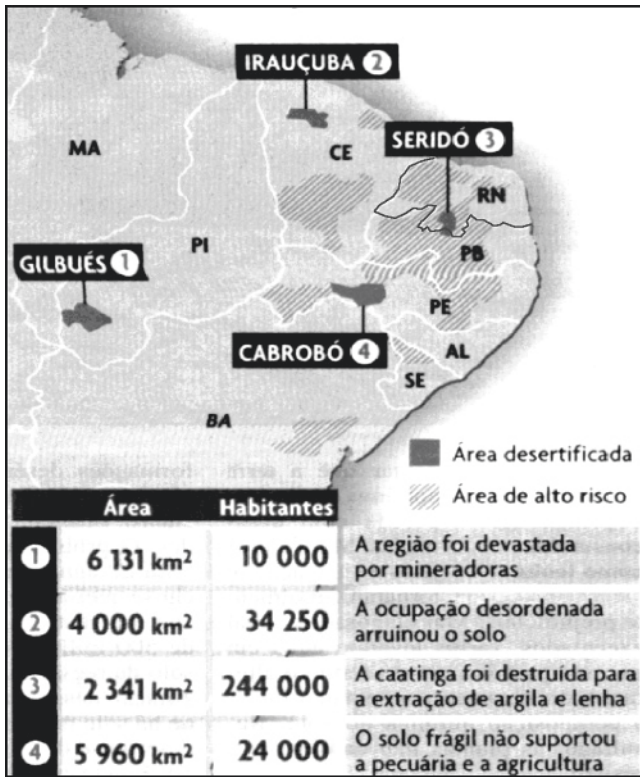 IRAUÇUBA 2
MA
CE
SERIDÓ 3
RN
PI
GILBUÉS 1
PB
PE
CABROBÓ 4
AL
SE
BA
Área desertificada
Área de alto risco
Área Habitantes
1 6 131 km² 10 000 A região foi devastada
por mineradoras
2 4 000 km² 34 250 A ocupação desordenada
arruinou o solo
3 2 341 km² 244 000 A caatinga foi destruída para
a extração de argila e lenha
4 5 960 km² 24 000 O solo frágil não suportou
a pecuária e a agricultura